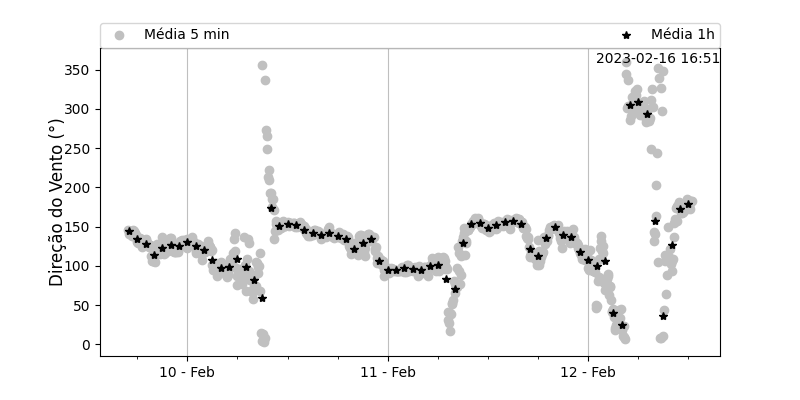 Média 5 min
Média 1h
2023-02-16 16:51
Direção do Vento (°)
350
300
250
200
150
100
50
0
10 - Feb
11 - Feb
12 - Feb